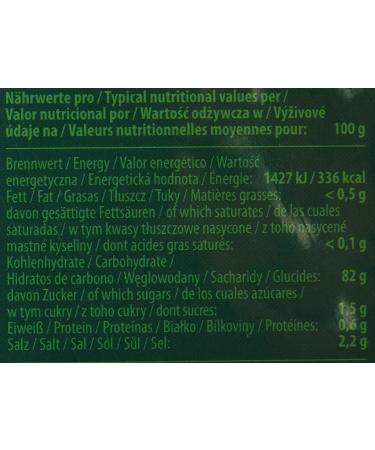 Nährwerte pro / Typical nutritional values per /
Valor nutricional por / Wartość odżywcza w / Výživové
údaje na / Valeurs nutritionnelles moyennes pour: 100 g
Brennwert / Energy / Valor energético / Wartość
energetyczna / Energetická hodnota / Énergie: 1427 kJ / 336 kcal
Fett / Fat / Grasas / Tłuszcz / Tuky / Matières grasses: < 0,5 g
davon gesättigte Fettsäuren / of which saturates / de las cuales
saturadas / w tym kwasy tłuszczowe nasycone / z toho nasycené
mastné kyseliny / dont acides gras saturés: < 0,1 g
Kohlenhydrate / Carbohydrate /
Hidratos de carbono / Węglowodany / Sacharidy / Glucides: 82 g
davon Zucker / of which sugars / de los cuales azúcares /
w tym cukry / z toho cukry / dont sucres: 1,5 g
Eiweiß / Protein / Proteínas / Białko / Bílkoviny / Protéines: 0,6 g
Salz / Salt / Sal / Sól / Sůl / Sel: 2,2 g